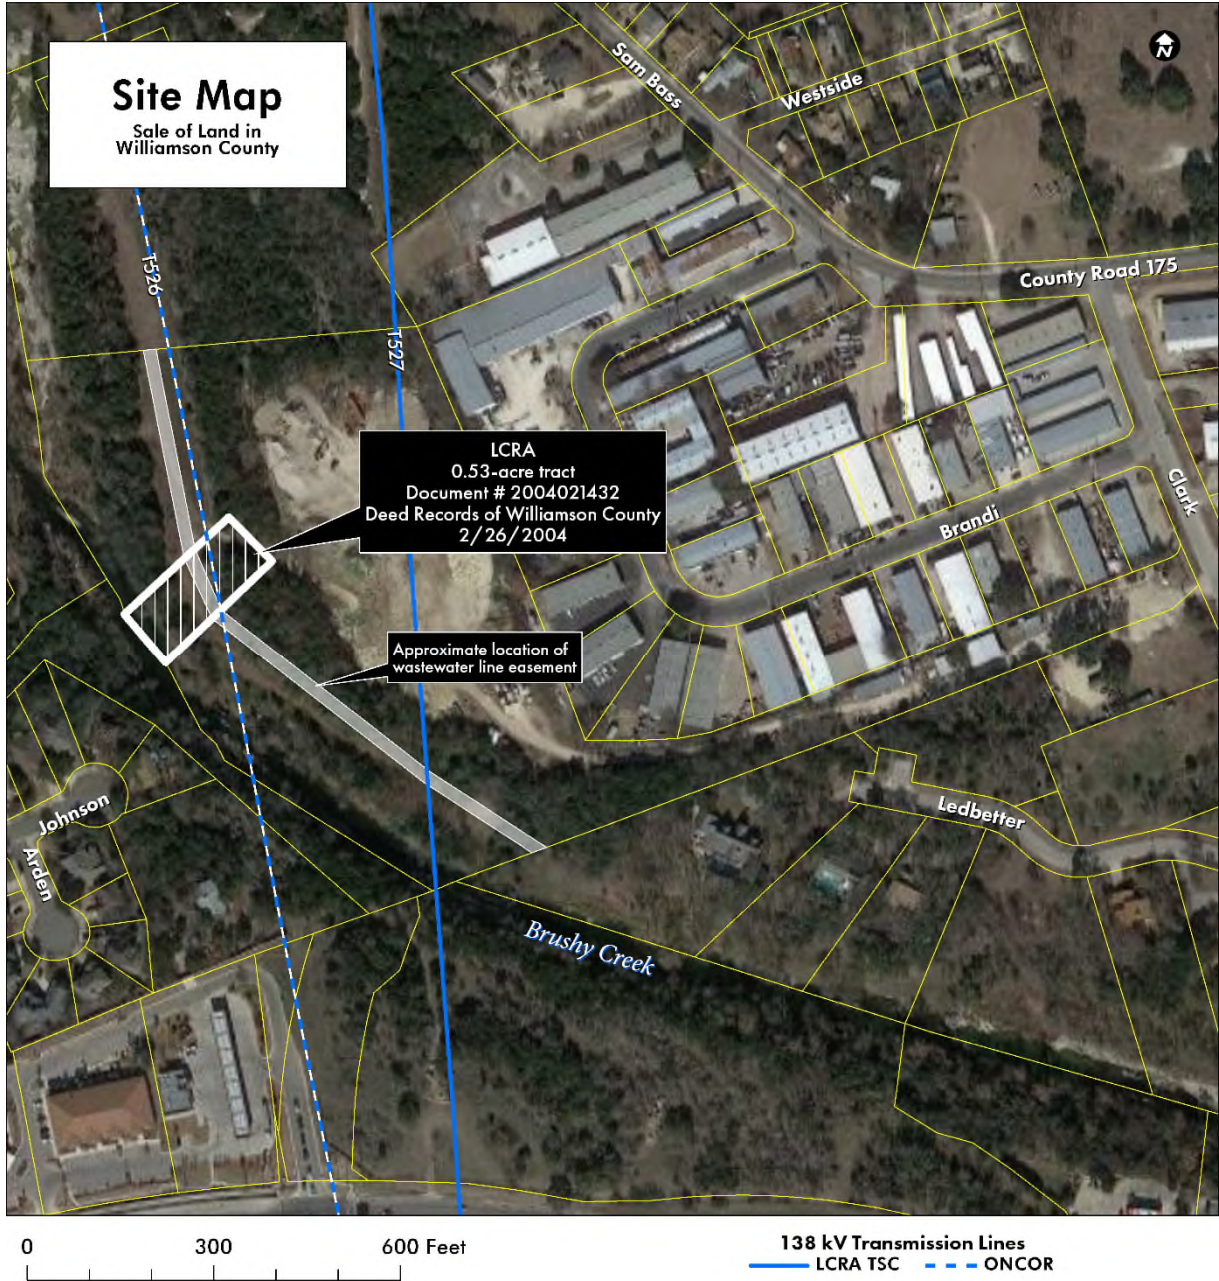 Site Map
Sale of Land in
Williamson County
N
Sam Bass
Westside
County Road 175
T526
T527
LCRA
0.53-acre tract
Document # 2004021432
Deed Records of Williamson County
2/26/2004
Clark
Brandi
Approximate location of
wastewater line easement
Johnson
Arden
Ledbetter
Brushy Creek
0 300 600 Feet
138 kV Transmission Lines
LCRA TSC ONCOR